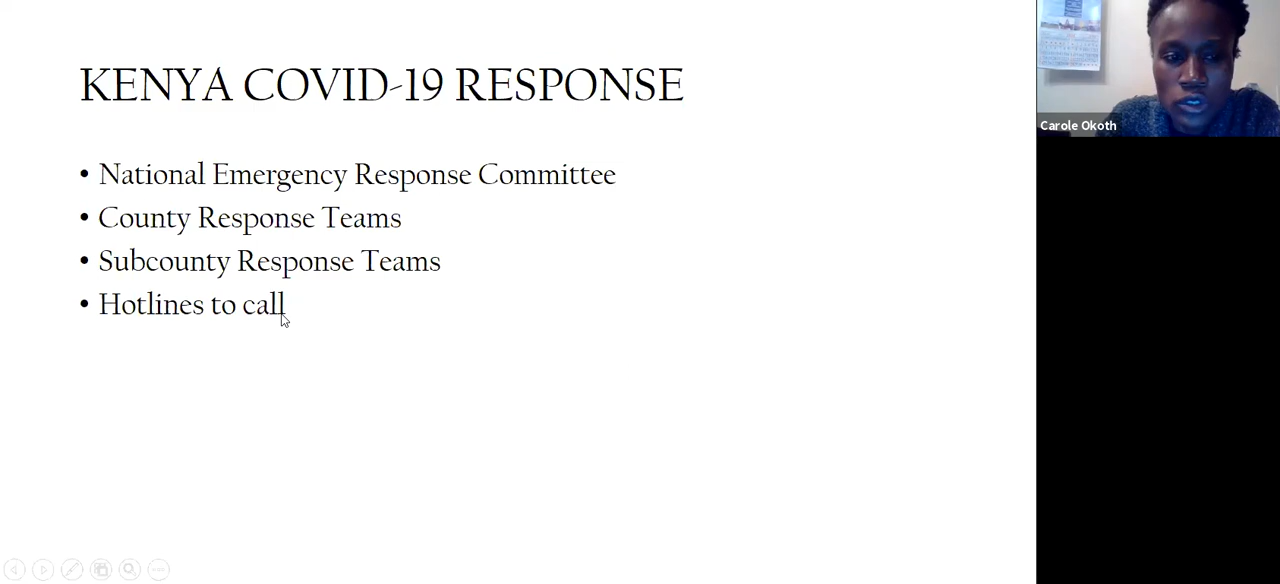 KENYA COVID-19 RESPONSE
• National Emergency Response Committee
• County Response Teams
• Subcounty Response Teams
• Hotlines to call
Carole Okoth